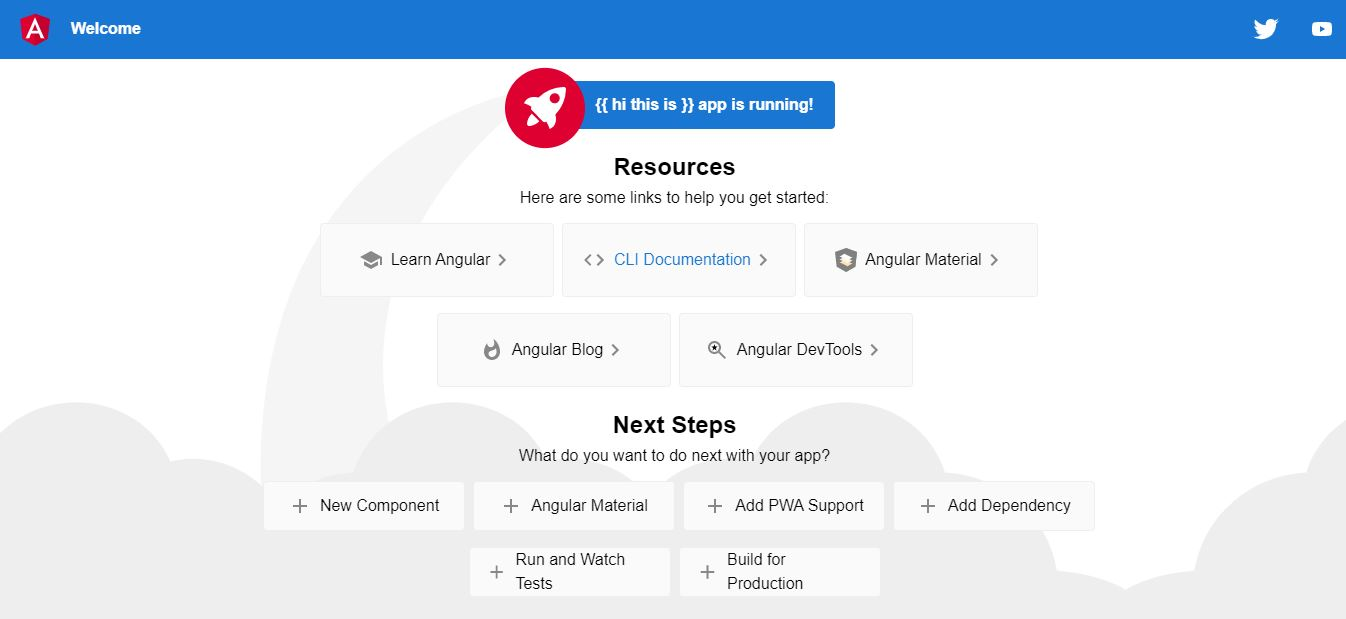 Welcome
{{ hi this is }} app is running!
Resources
Here are some links to help you get started:
Learn Angular
CLI Documentation
Angular Material
Angular Blog
Angular DevTools
Next Steps
What do you want to do next with your app?
New Component
Angular Material
Add PWA Support
Add Dependency
Run and Watch
Tests
Build for
Production